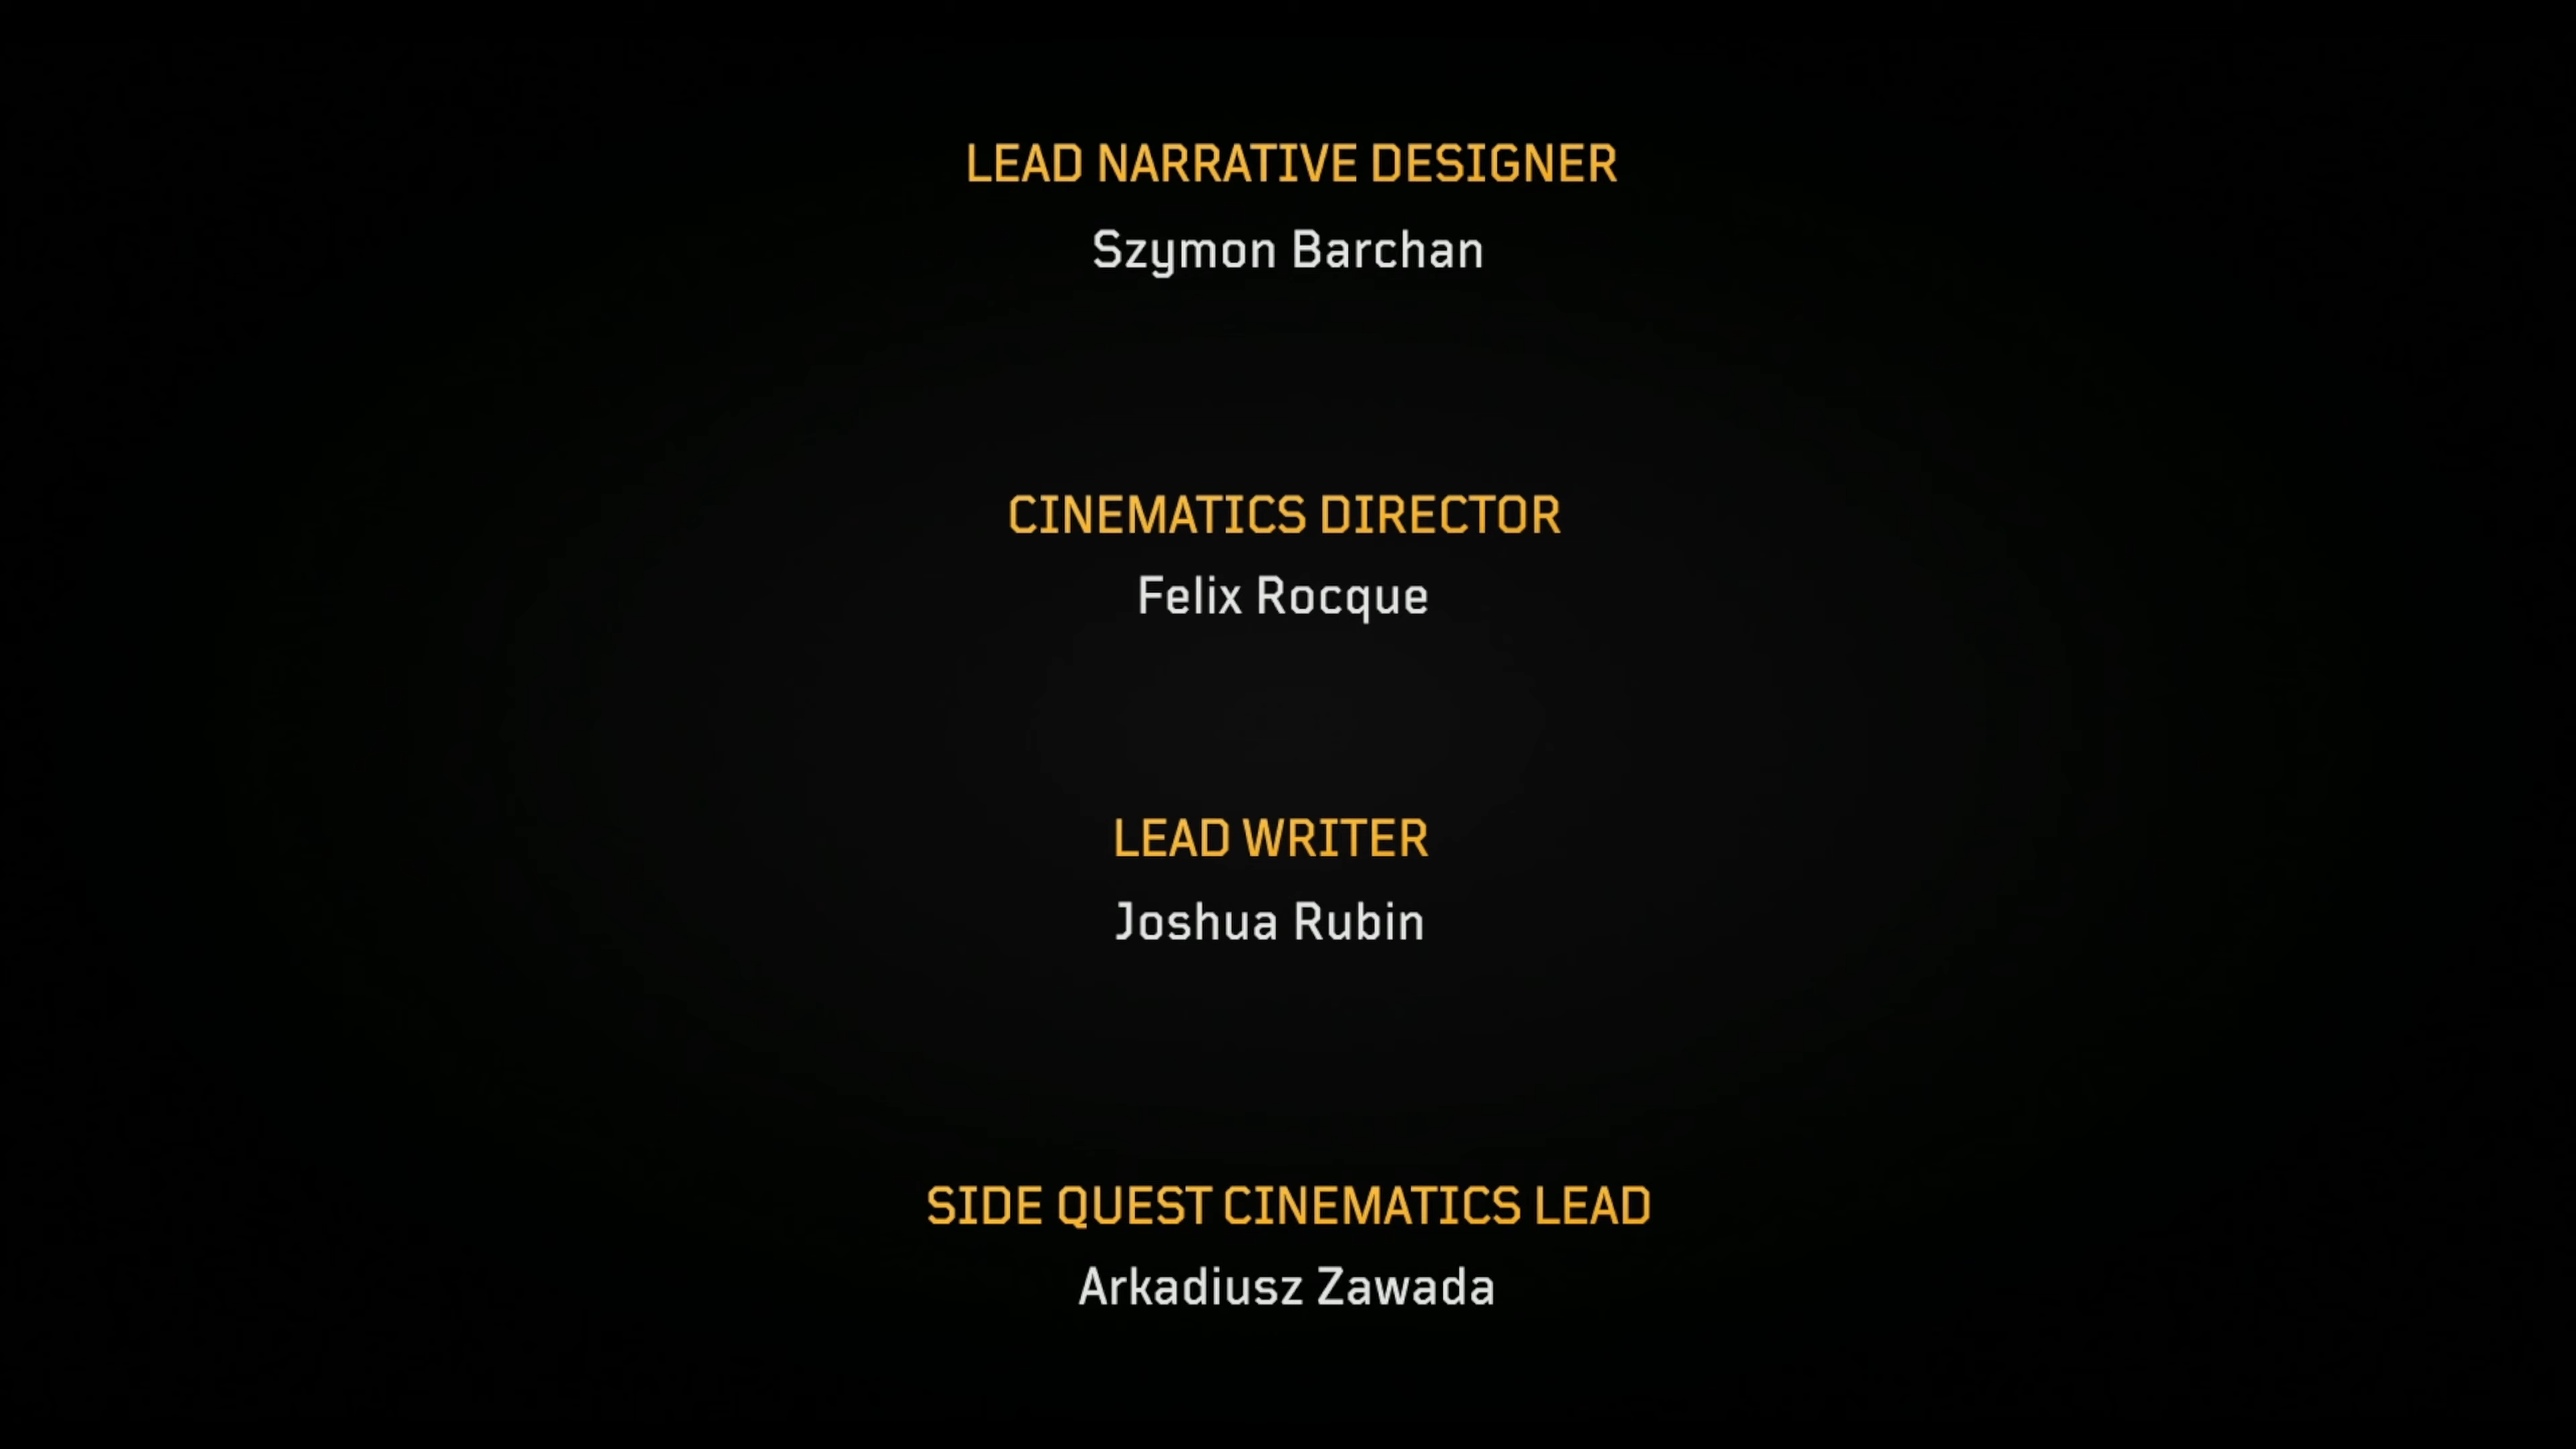 LEAD NARRATIVE DESIGNER
Szymon Barchan
CINEMATICS DIRECTOR
Felix Rocque
LEAD WRITER
Joshua Rubin
SIDE QUEST CINEMATICS LEAD
Arkadiusz Zawada